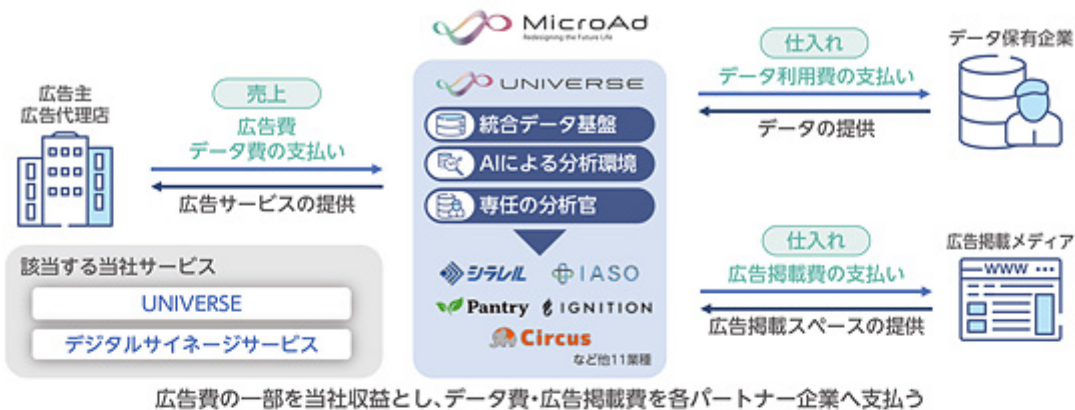 MicroAd
Redesigning the Future Life
広告主
広告代理店
売上
広告費
データ費の支払い
広告サービスの提供
該当する当社サービス
UNIVERSE
デジタルサイネージサービス
UNIVERSE
統合データ基盤
AIによる分析環境
専任の分析官
シラレル
IASO
Pantry
IGNITION
Circus
など他11業種
仕入れ
データ利用費の支払い
データの提供
データ保有企業
仕入れ
広告掲載費の支払い
広告掲載スペースの提供
広告掲載メディア
WWW
広告費の一部を当社収益とし、データ費・広告掲載費を各パートナー企業へ支払う